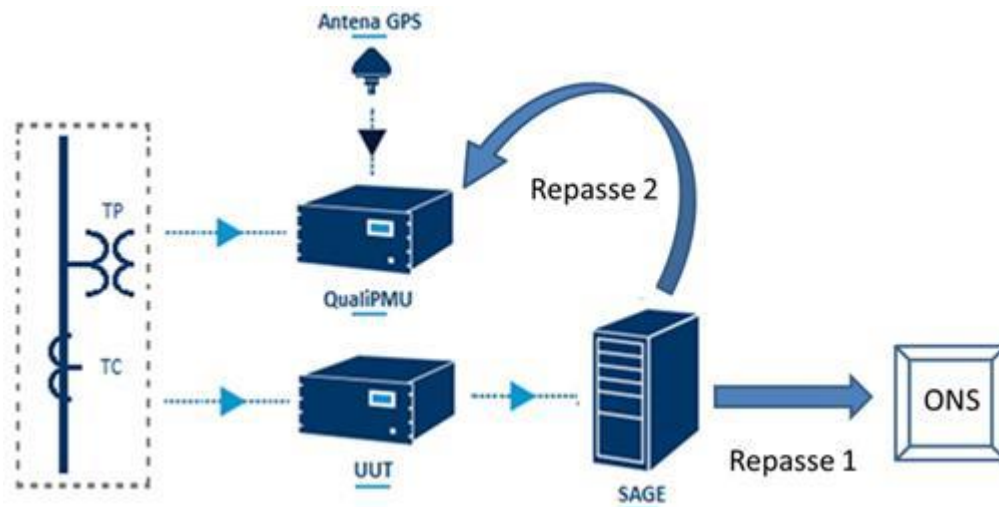 Antena GPS
TP
Repasse 2
QualiPMU
TC
ONS
UUT
Repasse 1
SAGE